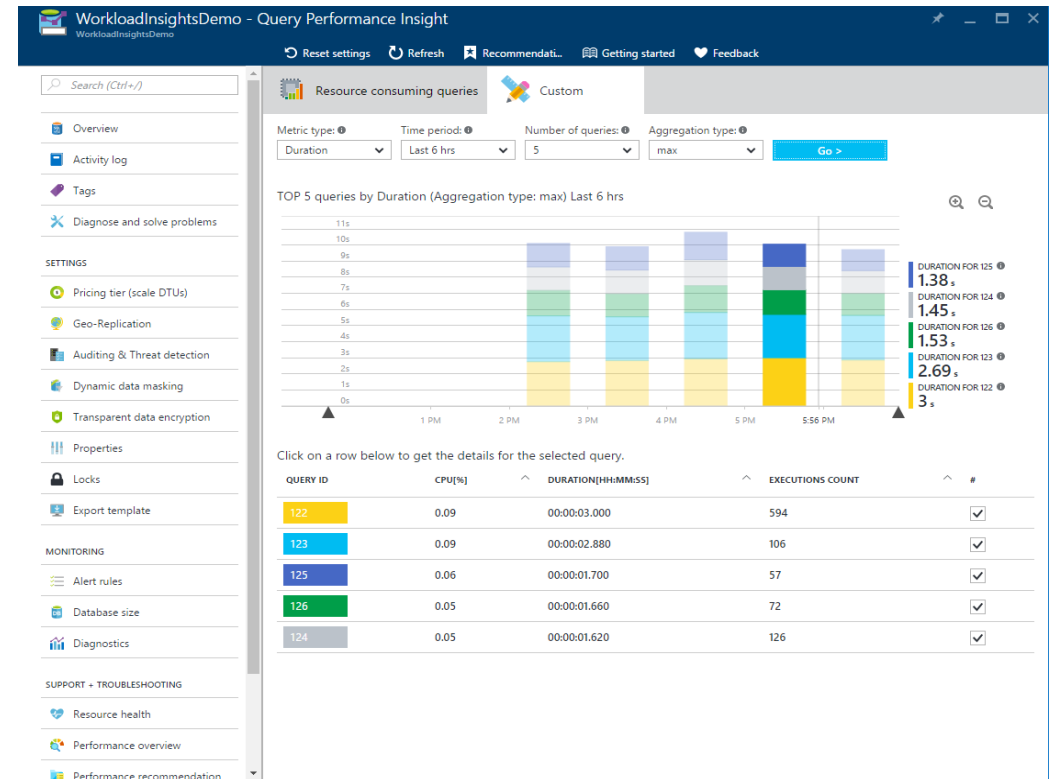 WorkloadInsightsDemo - Query Performance Insight
WorkloadInsightsDemo
Reset settings Refresh Recommendati... Getting started Feedback
Search (Ctrl+/)
Overview
Activity log
Tags
Diagnose and solve problems
SETTINGS
Pricing tier (scale DTUs)
Geo-Replication
Auditing & Threat detection
Dynamic data masking
Transparent data encryption
Properties
Locks
Export template
MONITORING
Alert rules
Database size
Diagnostics
SUPPORT + TROUBLESHOOTING
Resource health
Performance overview
Performance recommendation
Resource consuming queries Custom
Metric type: Time period: Number of queries: Aggregation type:
Duration Last 6 hrs 5 max Go >
TOP 5 queries by Duration (Aggregation type: max) Last 6 hrs
11s
10s
9s
8s
7s
6s
5s
4s
3s
2s
1s
0s
1 PM 2 PM 3 PM 4 PM 5 PM 5:56 PM
DURATION FOR 125
1.38 s
DURATION FOR 124
1.45 s
DURATION FOR 126
1.53 s
DURATION FOR 123
2.69 s
DURATION FOR 122
3 s
Click on a row below to get the details for the selected query.
QUERY ID CPU[%] DURATION[HH:MM:SS] EXECUTIONS COUNT #
122 0.09 00:00:03.000 594
123 0.09 00:00:02.880 106
125 0.06 00:00:01.700 57
126 0.05 00:00:01.660 72
124 0.05 00:00:01.620 126